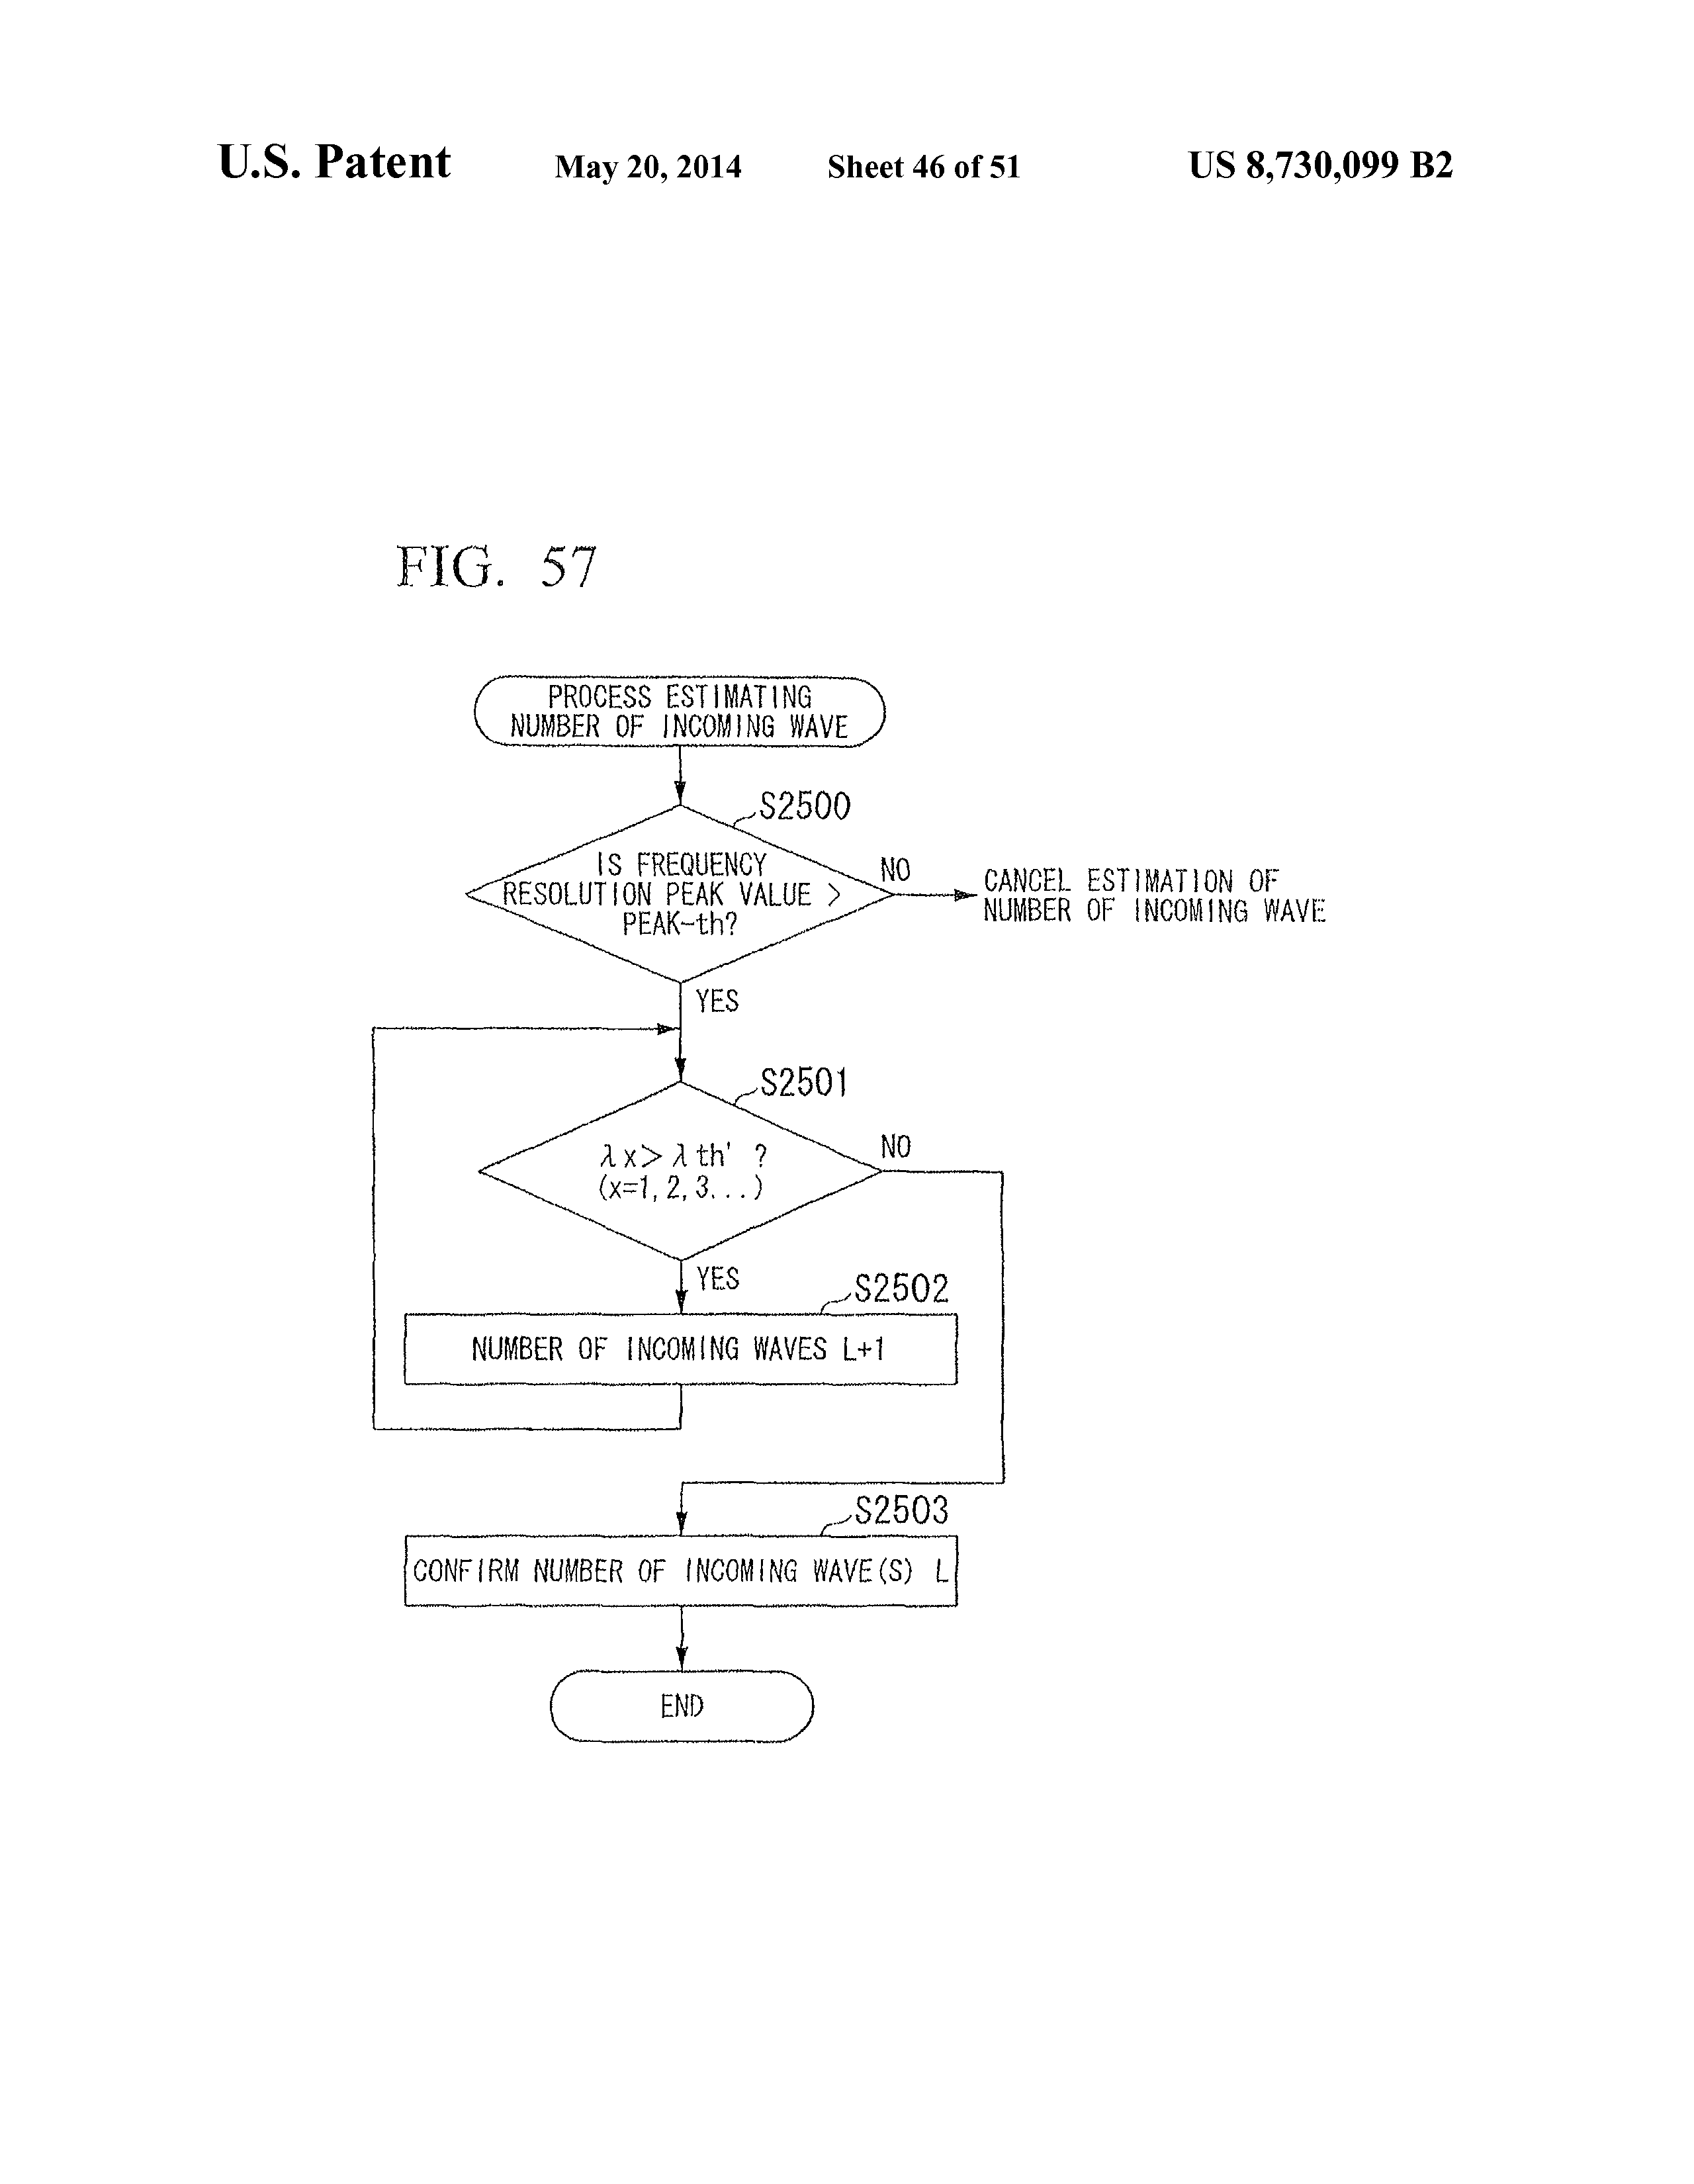 U.S. Patent May 20, 2014 Sheet 46 of 51 US 8,730,099 B2
FIG. 57
PROCESS ESTIMATING
NUMBER OF INCOMING WAVE
S2500
IS FREQUENCY
RESOLUTION PEAK VALUE >
PEAK-th?
NO
CANCEL ESTIMATION OF
NUMBER OF INCOMING WAVE
YES
S2501
λx>λth' ?
(x=1, 2, 3...)
NO
YES
S2502
NUMBER OF INCOMING WAVES L+1
S2503
CONFIRM NUMBER OF INCOMING WAVE(S) L
END